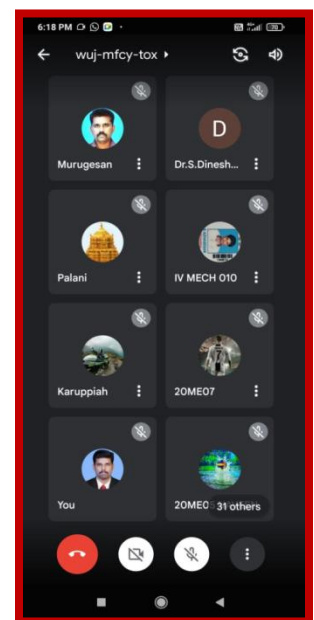 6:18 PM
70
wuj-mfcy-tox
D
Murugesan
Dr.S.Dinesh...
Palani
IV MECH 010
Karuppiah
20ME07
You
20ME0
31 others